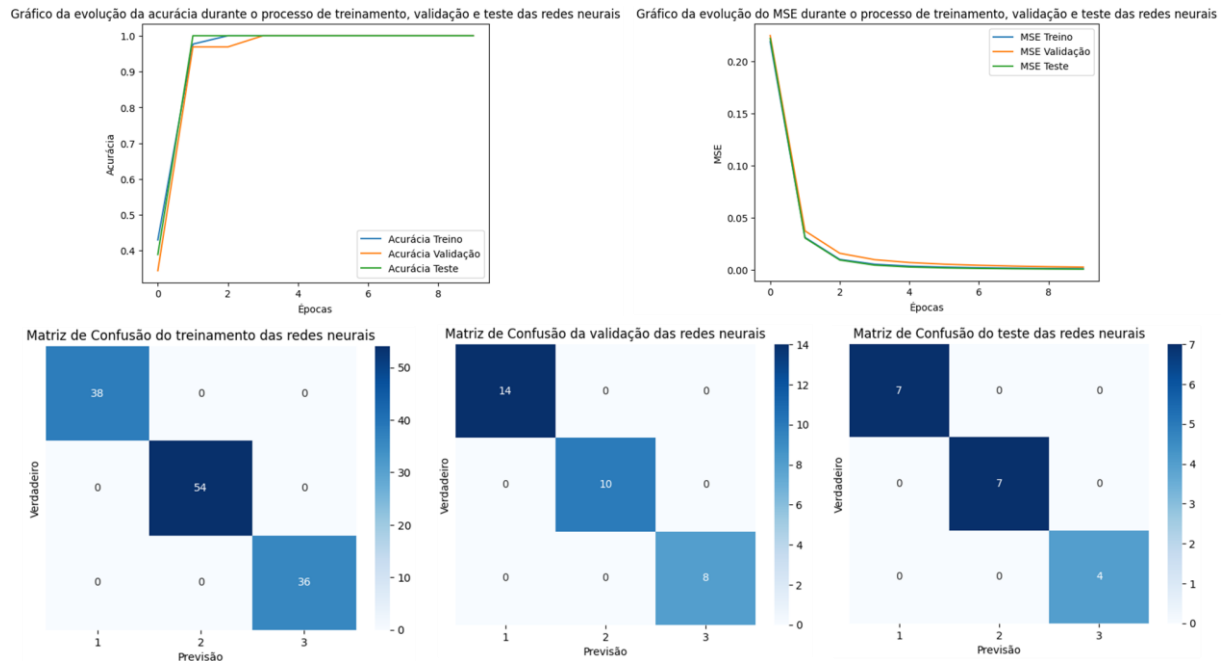 Gráfico da evolução da acurácia durante o processo de treinamento, validação e teste das redes neurais
1.0
0.9
0.8
0.7
0.6
0.5
0.4
Acurácia
Acurácia Treino
Acurácia Validação
Acurácia Teste
0 2 4 6 8
Épocas
Gráfico da evolução do MSE durante o processo de treinamento, validação e teste das redes neurais
0.20
0.15
0.10
0.05
0.00
MSE
MSE Treino
MSE Validação
MSE Teste
0 2 4 6 8
Épocas
Matriz de Confusão do treinamento das redes neurais
Verdadeiro
38 0 0
0 54 0
0 0 36
1 2 3
Previsão
50
40
30
20
10
0
Matriz de Confusão da validação das redes neurais
Verdadeiro
14 0 0
0 10 0
0 0 8
1 2 3
Previsão
14
12
10
8
6
4
2
0
Matriz de Confusão do teste das redes neurais
Verdadeiro
7 0 0
0 7 0
0 0 4
1 2 3
Previsão
7
6
5
4
3
2
1
0